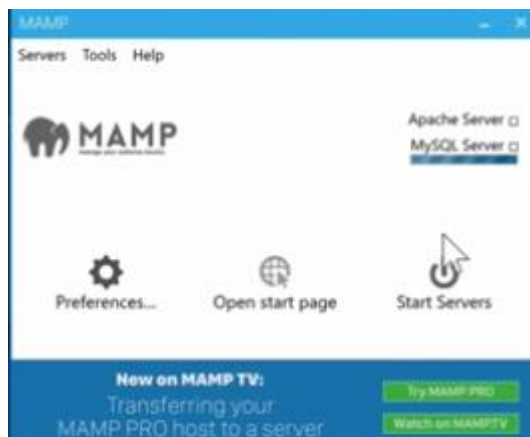 MAMP
Servers Tools Help
MAMP
Apache Server
MySQL Server
Preferences...
Open start page
Start Servers
New on MAMP TV:
Transferring your
MAMP PRO host to a server
Try MAMP PRO
Watch on MAMP TV